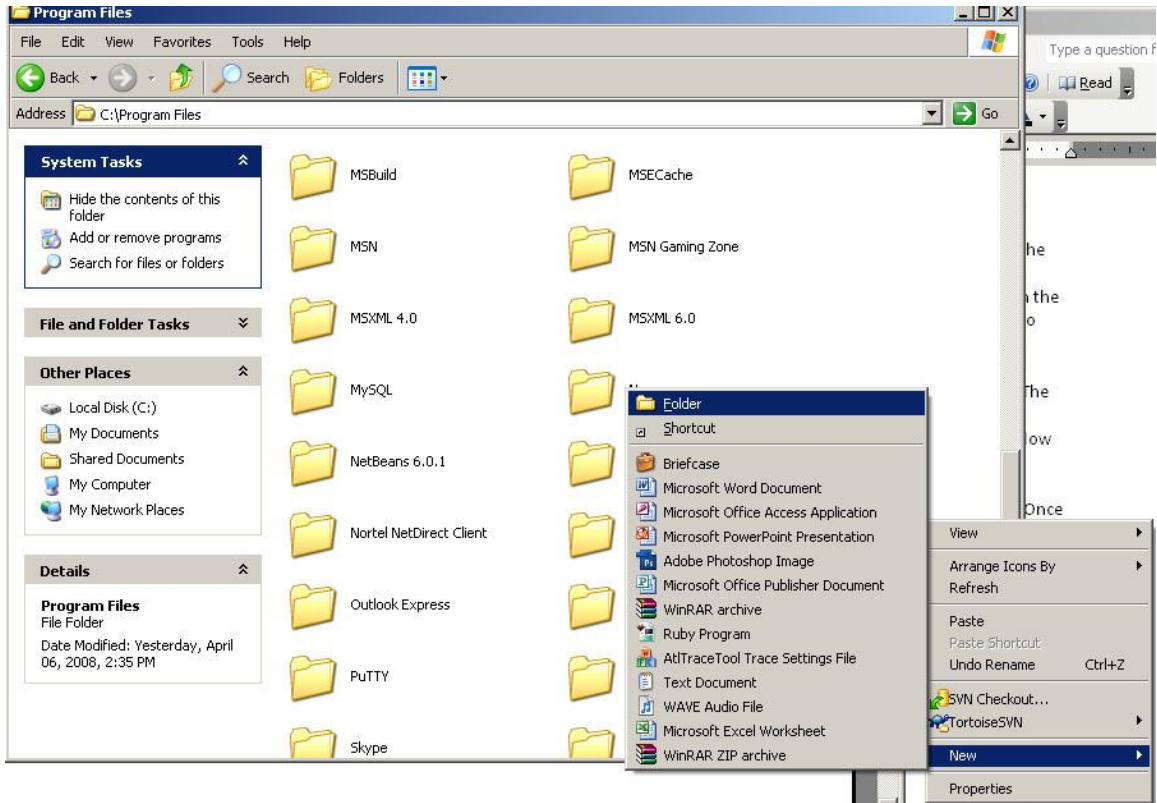 Program Files
File Edit View Favorites Tools Help
Type a question f
Back Search Folders
Read
Address C:\Program Files Go
System Tasks
Hide the contents of this
folder
Add or remove programs
Search for files or folders
File and Folder Tasks
Other Places
Local Disk (C:)
My Documents
Shared Documents
My Computer
My Network Places
Details
Program Files
File Folder
Date Modified: Yesterday, April
06, 2008, 2:35 PM
MSBuild MSECache
MSN MSN Gaming Zone
MSXML 4.0 MSXML 6.0
MySQL
NetBeans 6.0.1
Nortel NetDirect Client
Outlook Express
PuTTY
Skype
Folder
Shortcut
Briefcase
Microsoft Word Document
Microsoft Office Access Application
Microsoft PowerPoint Presentation
Adobe Photoshop Image
Microsoft Office Publisher Document
WinRAR archive
Ruby Program
AtlTraceTool Trace Settings File
Text Document
WAVE Audio File
Microsoft Excel Worksheet
WinRAR ZIP archive
he
the
o
The
low
Once
View
Arrange Icons By
Refresh
Paste
Paste Shortcut
Undo Rename Ctrl+Z
SVN Checkout...
TortoiseSVN
New
Properties